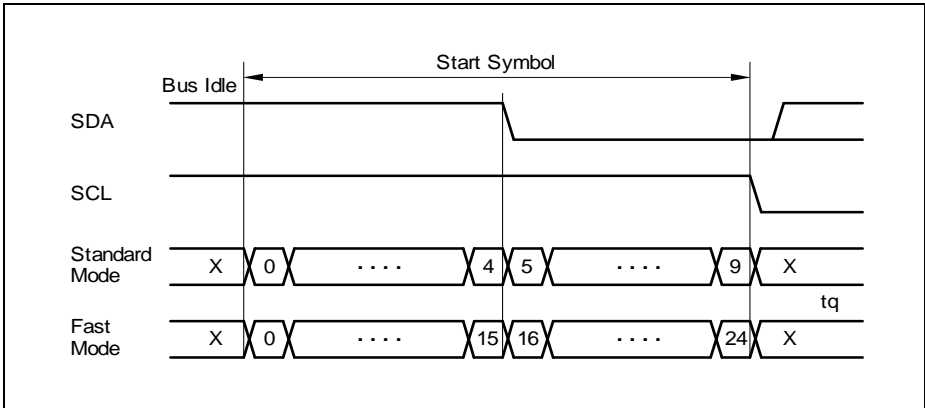 Start Symbol
Bus Idle
SDA
SCL
Standard Mode X 0 .... 4 5 .... 9 X
tq
Fast Mode X 0 .... 15 16 .... 24 X